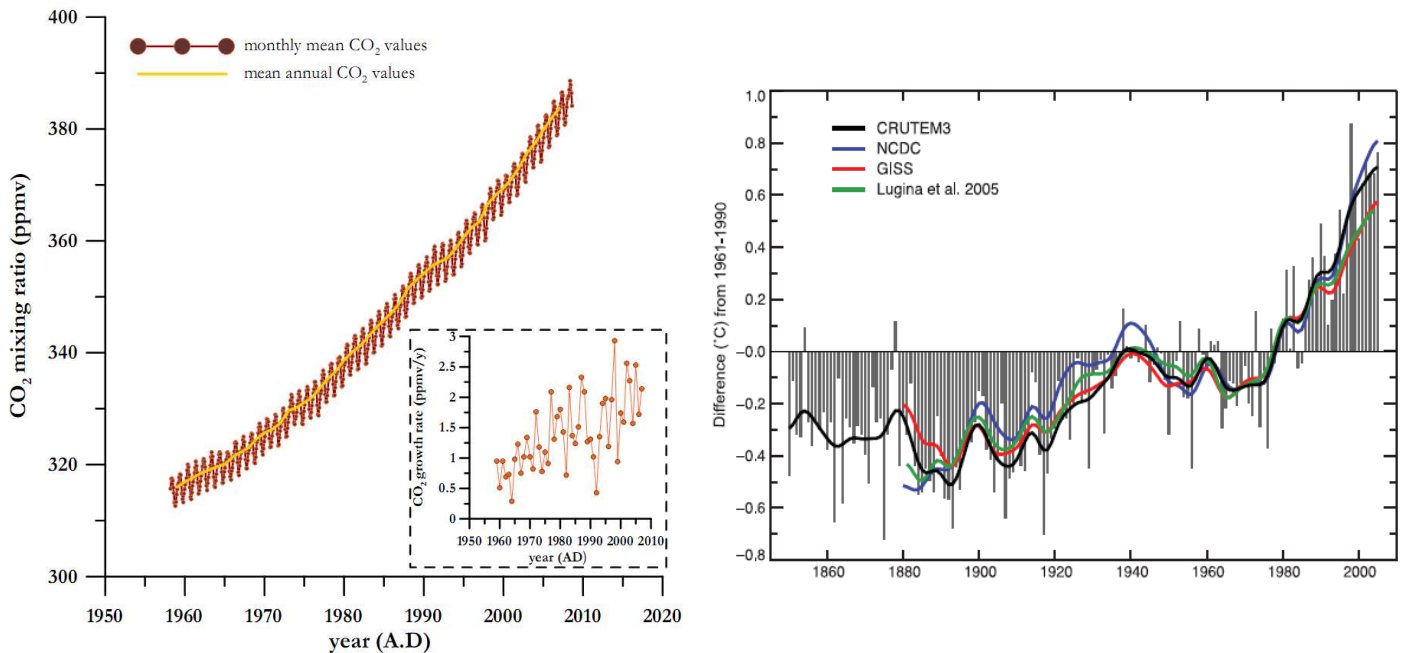 400
380
360
340
320
300
CO2 mixing ratio (ppmv)
monthly mean CO2 values
mean annual CO2 values
1950 1960 1970 1980 1990 2000 2010 2020
year (A.D)
3
2.5
2
1.5
1
0.5
0
CO2 growth rate (ppmv/y)
1950 1960 1970 1980 1990 2000 2010
year (AD)
1.0
0.8
0.6
0.4
0.2
−0.0
−0.2
−0.4
−0.6
−0.8
Difference (°C) from 1961-1990
CRUTEM3
NCDC
GISS
Lugina et al. 2005
1860 1880 1900 1920 1940 1960 1980 2000